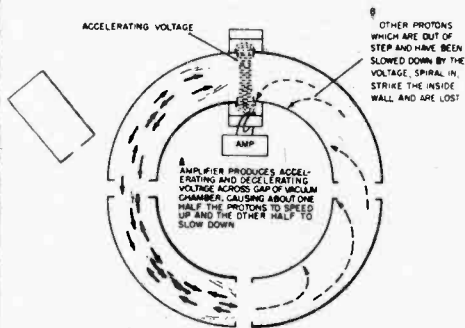 ACCELERATING VOLTAGE
6
OTHER PROTONS
WHICH ARE OUT OF
STEP AND HAVE BEEN
SLOWED DOWN BY THE
VOLTAGE, SPIRAL IN,
STRIKE THE INSIDE
WALL AND ARE LOST
AMP
AMPLIFIER PRODUCES ACCEL-
ERATING AND DECELERATING
VOLTAGE ACROSS GAP OF VACUUM
CHAMBER, CAUSING ABOUT ONE
HALF THE PROTONS TO SPEED
UP AND THE OTHER HALF TO
SLOW DOWN